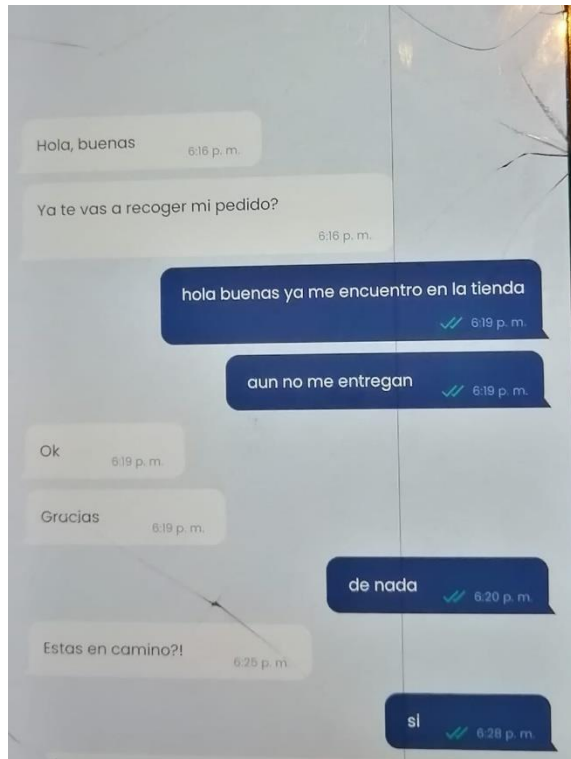 Hola, buenas
6:16 p. m.
Ya te vas a recoger mi pedido?
6:16 p. m.
hola buenas ya me encuentro en la tienda
6:19 p. m.
aun no me entregan
6:19 p. m.
Ok
6:19 p. m.
Gracias
6:19 p. m.
de nada
6:20 p. m.
Estas en camino?!
6:25 p. m.
si
6:28 p. m.